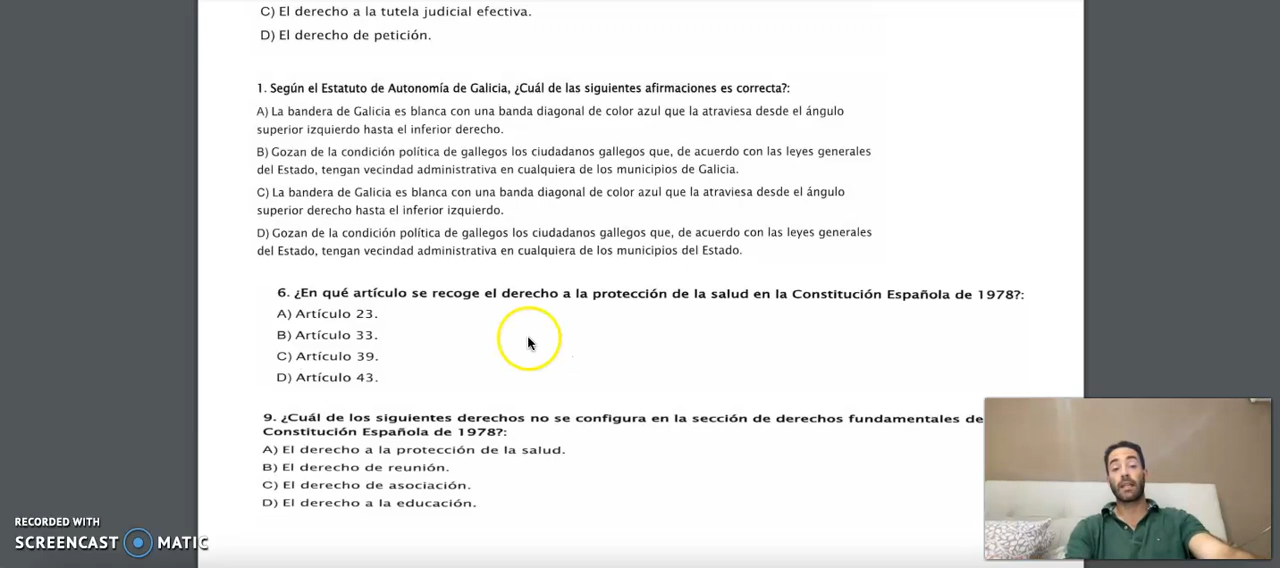 C) El derecho a la tutela judicial efectiva.
D) El derecho de petición.
1. Según el Estatuto de Autonomía de Galicia, ¿Cuál de las siguientes afirmaciones es correcta?:
A) La bandera de Galicia es blanca con una banda diagonal de color azul que la atraviesa desde el ángulo
superior izquierdo hasta el inferior derecho.
B) Gozan de la condición política de gallegos los ciudadanos gallegos que, de acuerdo con las leyes generales
del Estado, tengan vecindad administrativa en cualquiera de los municipios de Galicia.
C) La bandera de Galicia es blanca con una banda diagonal de color azul que la atraviesa desde el ángulo
superior derecho hasta el inferior izquierdo.
D) Gozan de la condición política de gallegos los ciudadanos gallegos que, de acuerdo con las leyes generales
del Estado, tengan vecindad administrativa en cualquiera de los municipios del Estado.
6. ¿En qué artículo se recoge el derecho a la protección de la salud en la Constitución Española de 1978?:
A) Artículo 23.
B) Artículo 33.
C) Artículo 39.
D) Artículo 43.
9. ¿Cuál de los siguientes derechos no se configura en la sección de derechos fundamentales de
Constitución Española de 1978?:
A) El derecho a la protección de la salud.
B) El derecho de reunión.
C) El derecho de asociación.
D) El derecho a la educación.
RECORDED WITH
SCREENCAST MATIC